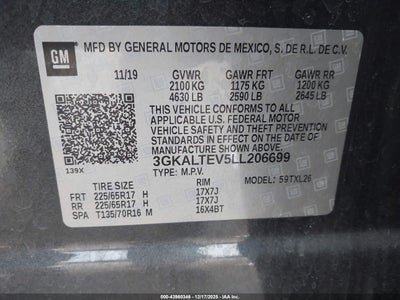 GM
MFD BY GENERAL MOTORS DE MEXICO, S. DE R.L. DE C.V.
11/19 GVWR GAWR FRT GAWR RR
2100 KG 1175 KG 1200 KG
4630 LB 2590 LB 2645 LB
THIS VEHICLE CONFORMS TO ALL
APPLICABLE U.S. FEDERAL MOTOR
VEHICLE SAFETY AND THEFT PREVENTION
STANDARDS IN EFFECT ON THE DATE OF
MANUFACTURE SHOWN ABOVE.
3GKALTEV5LL206699
TYPE: M.P.V. 59TXL26
139X
TIRE SIZE RIM
FRT 225/65R17 H 17X7J
RR 225/65R17 H 17X7J
SPA T135/70R16 M 16X4BT
ID: 000-43960346 - 12/17/2025 - IAA